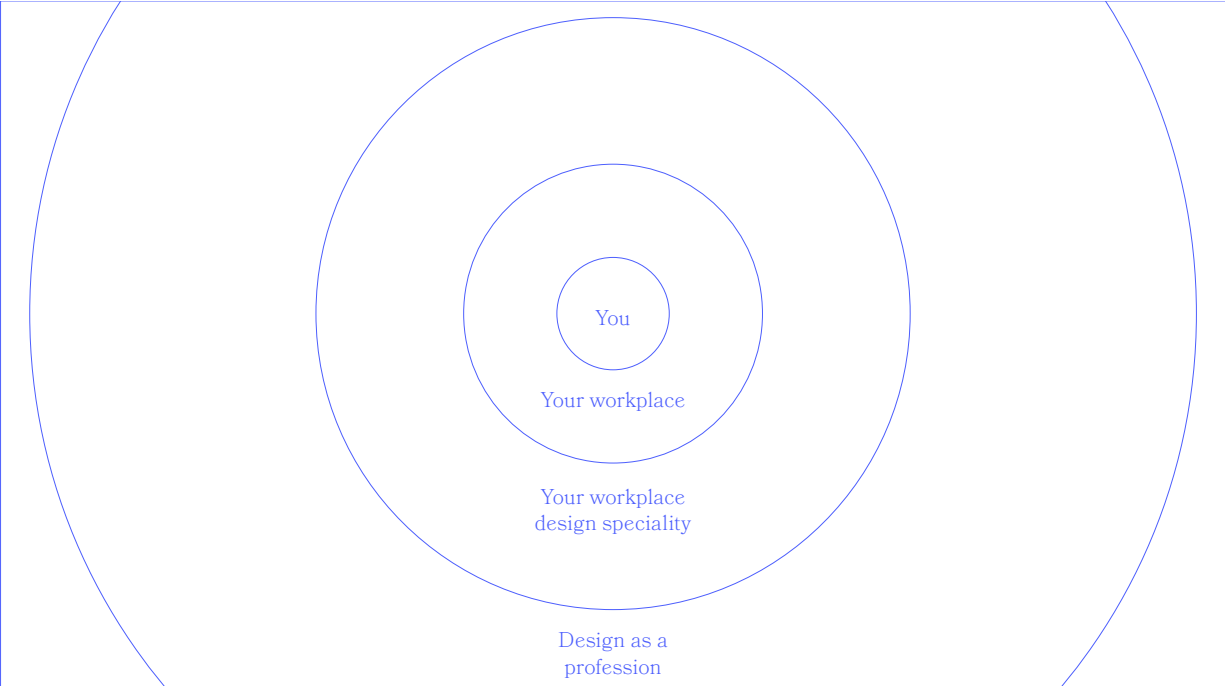 You
Your workplace
Your workplace
design speciality
Design as a
profession